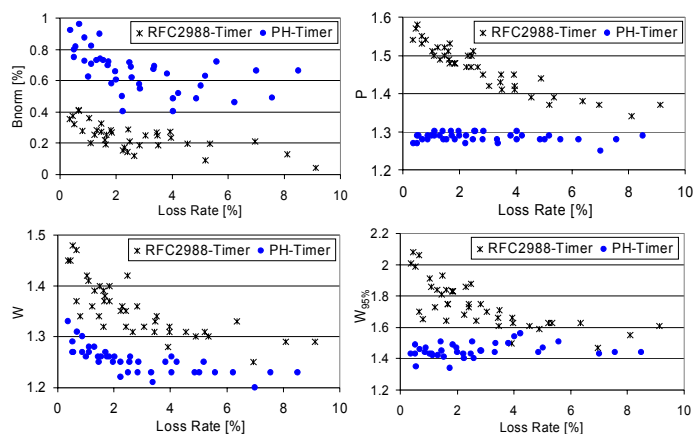 RFC2988-Timer PH-Timer
Bnorm [%]
1
0.8
0.6
0.4
0.2
0
0 2 4 6 8 10
Loss Rate [%]
RFC2988-Timer PH-Timer
P
1.6
1.5
1.4
1.3
1.2
0 2 4 6 8 10
Loss Rate [%]
RFC2988-Timer PH-Timer
W
1.5
1.4
1.3
1.2
0 2 4 6 8 10
Loss Rate [%]
RFC2988-Timer PH-Timer
W95%
2.2
2
1.8
1.6
1.4
1.2
0 2 4 6 8 10
Loss Rate [%]